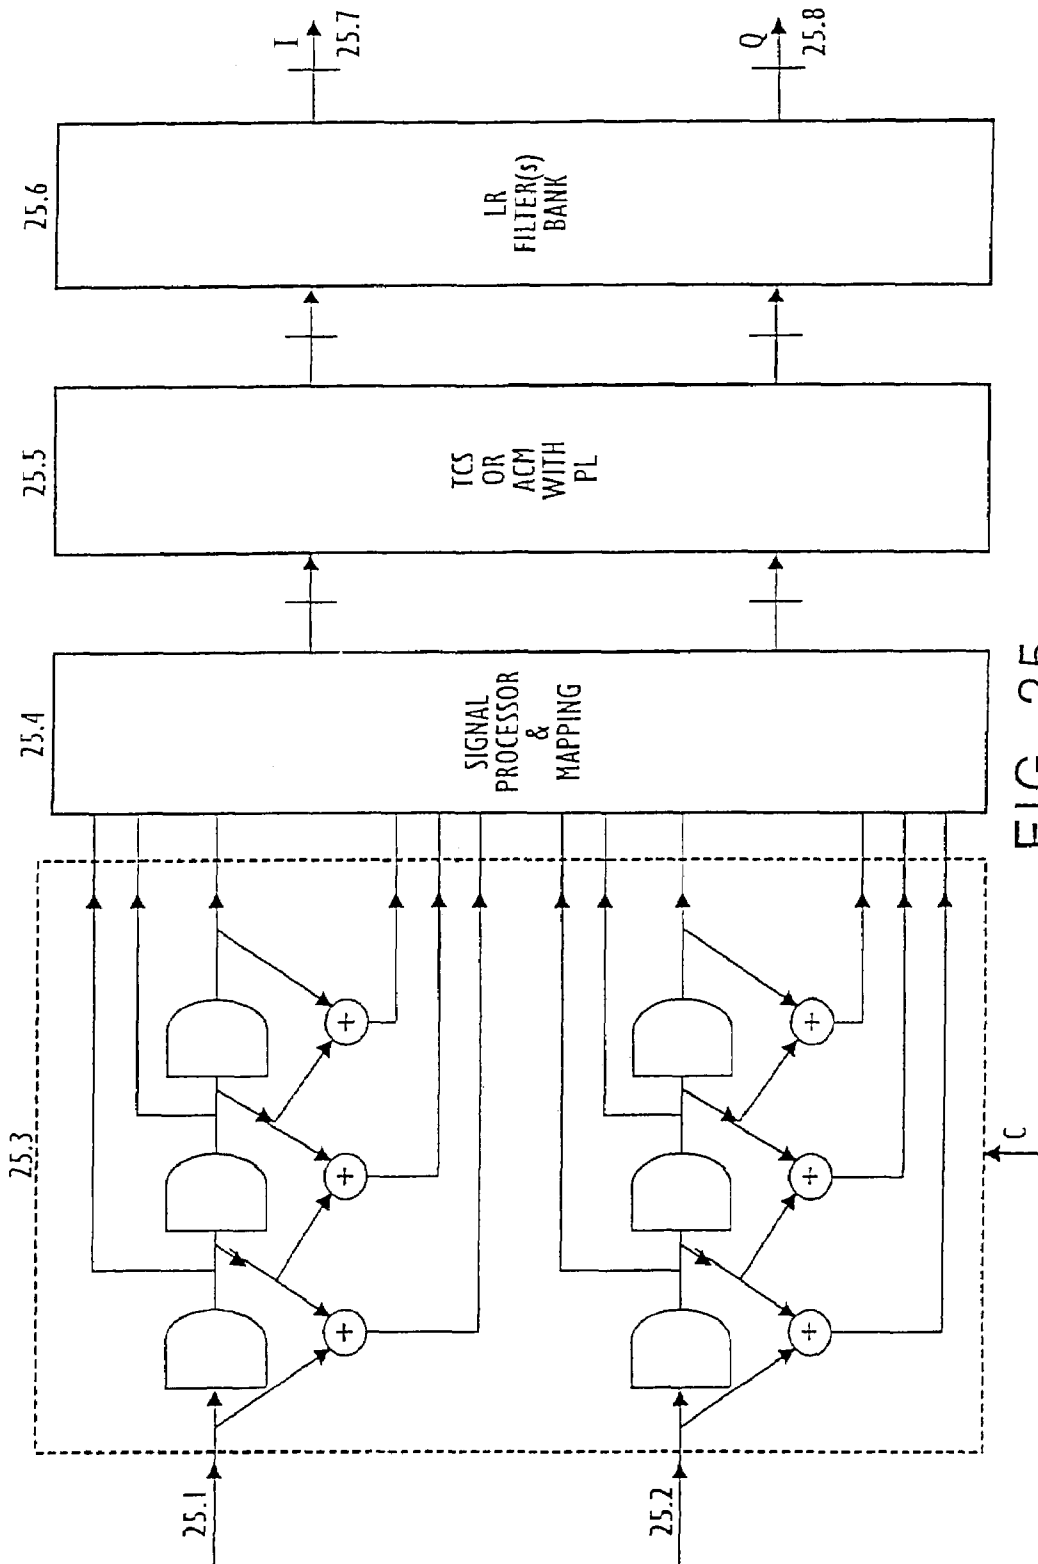 25.1
25.2
25.3
+
+
+
+
+
+
C
25.4
SIGNAL
PROCESSOR
&
MAPPING
25.5
TCS
OR
ACM
WITH
PL
25.6
LR
FILTER(s)
BANK
I
25.7
Q
25.8
FIG. 25